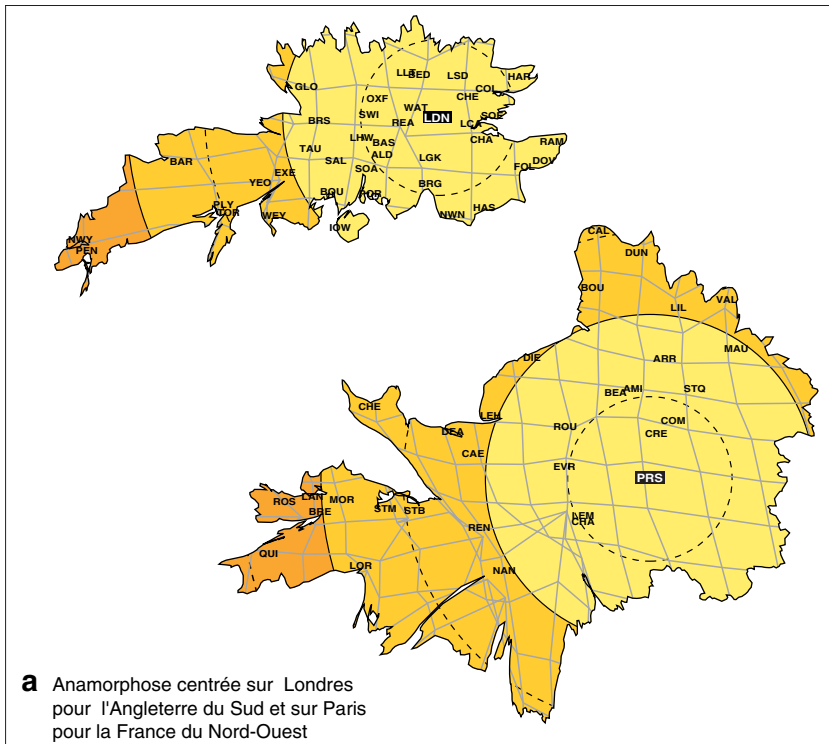 LLT BED LSD HAR
GLO COL
OXF CHE
WAT
BRS SWI REA LDN LCA SOE
TAU LHW BAS CHA RAM
BAR SAL ALD LGK DOV
EXE SOA FOL
YEO BOU POR BRG
PLY TOR WEY NWN HAS
IOW
NWY
PEN
CAL
DUN
BOU VAL
LIL
DIE ARR MAU
BEA AMI STQ
CHE LEH
DEA ROU COM
CRE
CAE EVR
PRS
ROS LAN MOR
BRE STM STB LEM
REN CHA
QUI LOR NAN
a Anamorphose centrée sur Londres
pour l'Angleterre du Sud et sur Paris
pour la France du Nord-Ouest